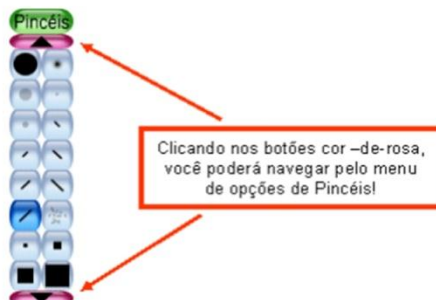 Pincéis
Clicando nos botões cor –de-rosa,
você poderá navegar pelo menu
de opções de Pincéis!